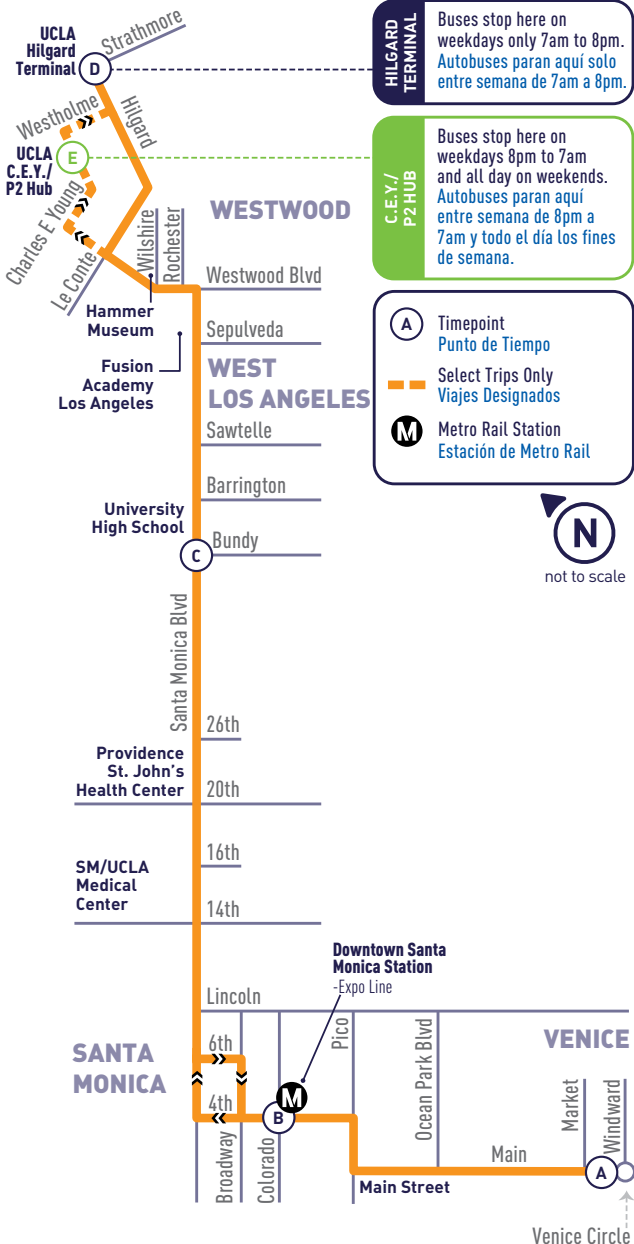 UCLA
Hilgard
Terminal
D
Strathmore
HILGARD
TERMINAL
Buses stop here on
weekdays only 7am to 8pm.
Autobuses paran aquí solo
entre semana de 7am a 8pm.
Westholme
Hilgard
UCLA
C.E.Y./
P2 Hub
E
Charles E Young
Le Conte
C.E.Y./
P2 HUB
Buses stop here on
weekdays 8pm to 7am
and all day on weekends.
Autobuses paran aquí
entre semana de 8pm a
7am y todo el día los fines
de semana.
Wilshire
Rochester
WESTWOOD
Westwood Blvd
Hammer
Museum
Sepulveda
Fusion
Academy
Los Angeles
WEST
LOS ANGELES
A
Timepoint
Punto de Tiempo
Select Trips Only
Viajes Designados
M
Metro Rail Station
Estación de Metro Rail
Sawtelle
Barrington
University
High School
C
Bundy
N
not to scale
Santa Monica Blvd
26th
Providence
St. John's
Health Center
20th
16th
SM/UCLA
Medical
Center
14th
Downtown Santa
Monica Station
-Expo Line
Lincoln
SANTA
MONICA
6th
4th
Broadway
Colorado
M
B
Pico
Ocean Park Blvd
VENICE
Market
Windward
Main
A
Main Street
Venice Circle